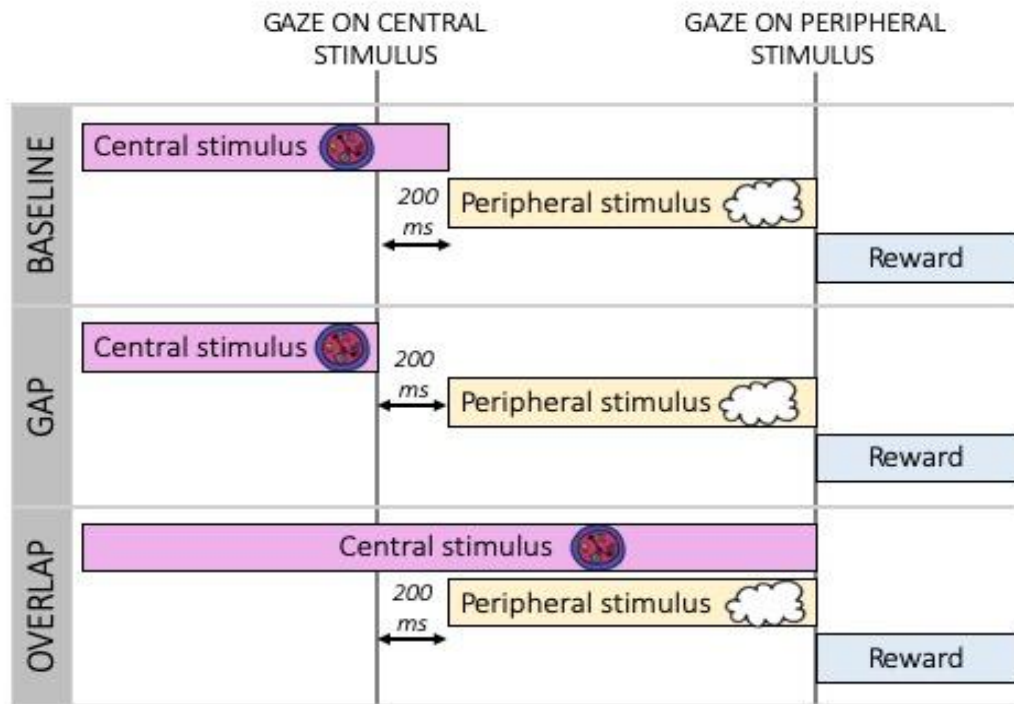 GAZE ON CENTRAL
STIMULUS
GAZE ON PERIPHERAL
STIMULUS
BASELINE
Central stimulus
200
ms
Peripheral stimulus
Reward
GAP
Central stimulus
200
ms
Peripheral stimulus
Reward
OVERLAP
Central stimulus
200
ms
Peripheral stimulus
Reward